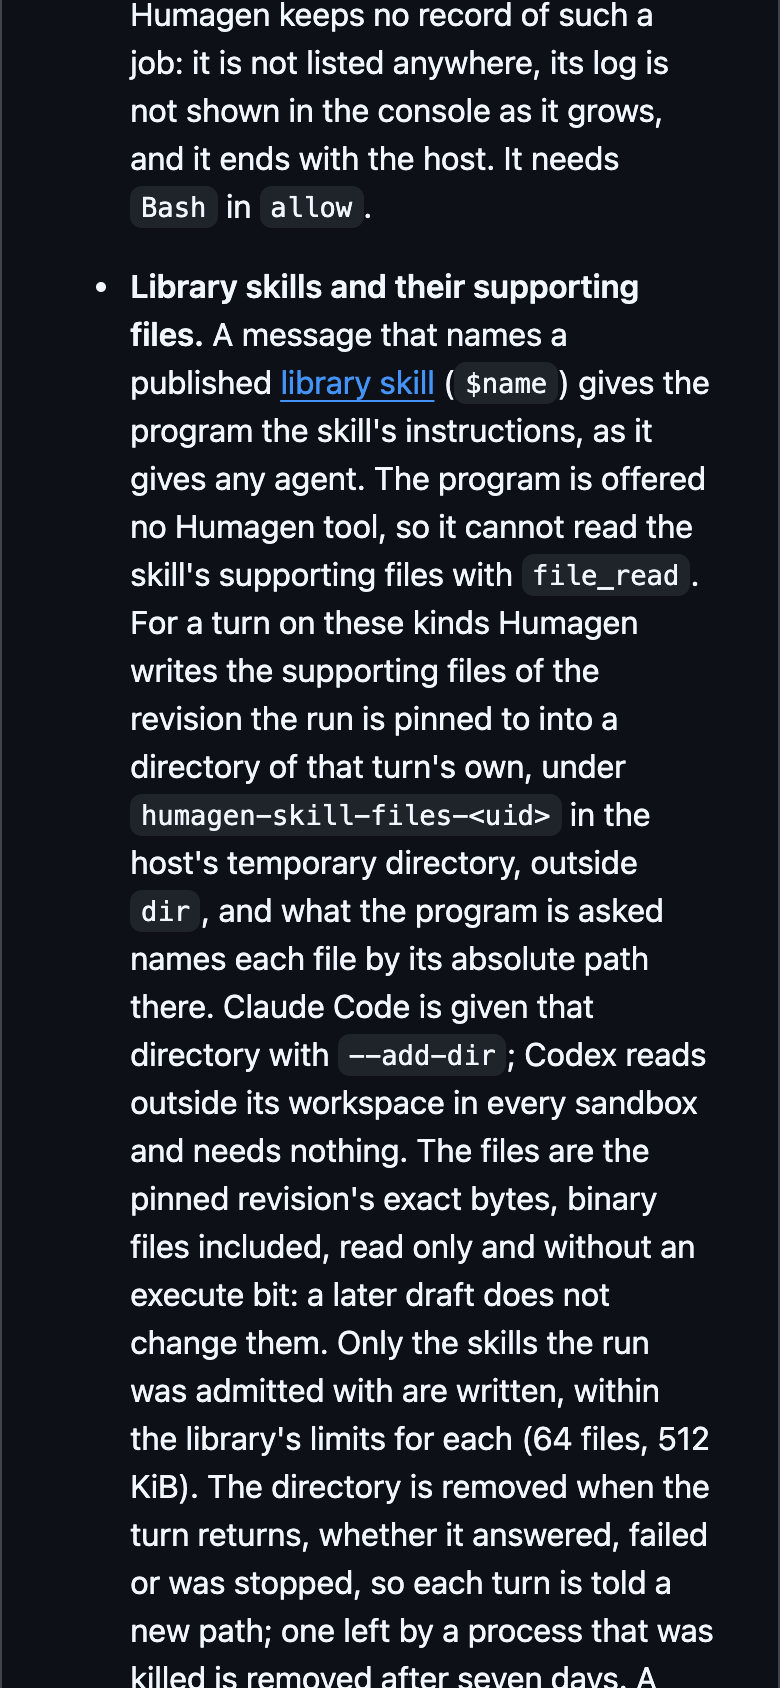 Humagen keeps no record of such a
job: it is not listed anywhere, its log is
not shown in the console as it grows,
and it ends with the host. It needs
Bash in allow.
• Library skills and their supporting
files. A message that names a
published library skill ($name) gives the
program the skill's instructions, as it
gives any agent. The program is offered
no Humagen tool, so it cannot read the
skill's supporting files with file_read.
For a turn on these kinds Humagen
writes the supporting files of the
revision the run is pinned to into a
directory of that turn's own, under
humagen-skill-files-<uid> in the
host's temporary directory, outside
dir, and what the program is asked
names each file by its absolute path
there. Claude Code is given that
directory with --add-dir; Codex reads
outside its workspace in every sandbox
and needs nothing. The files are the
pinned revision's exact bytes, binary
files included, read only and without an
execute bit: a later draft does not
change them. Only the skills the run
was admitted with are written, within
the library's limits for each (64 files, 512
KiB). The directory is removed when the
turn returns, whether it answered, failed
or was stopped, so each turn is told a
new path; one left by a process that was
killed is removed after seven days. A